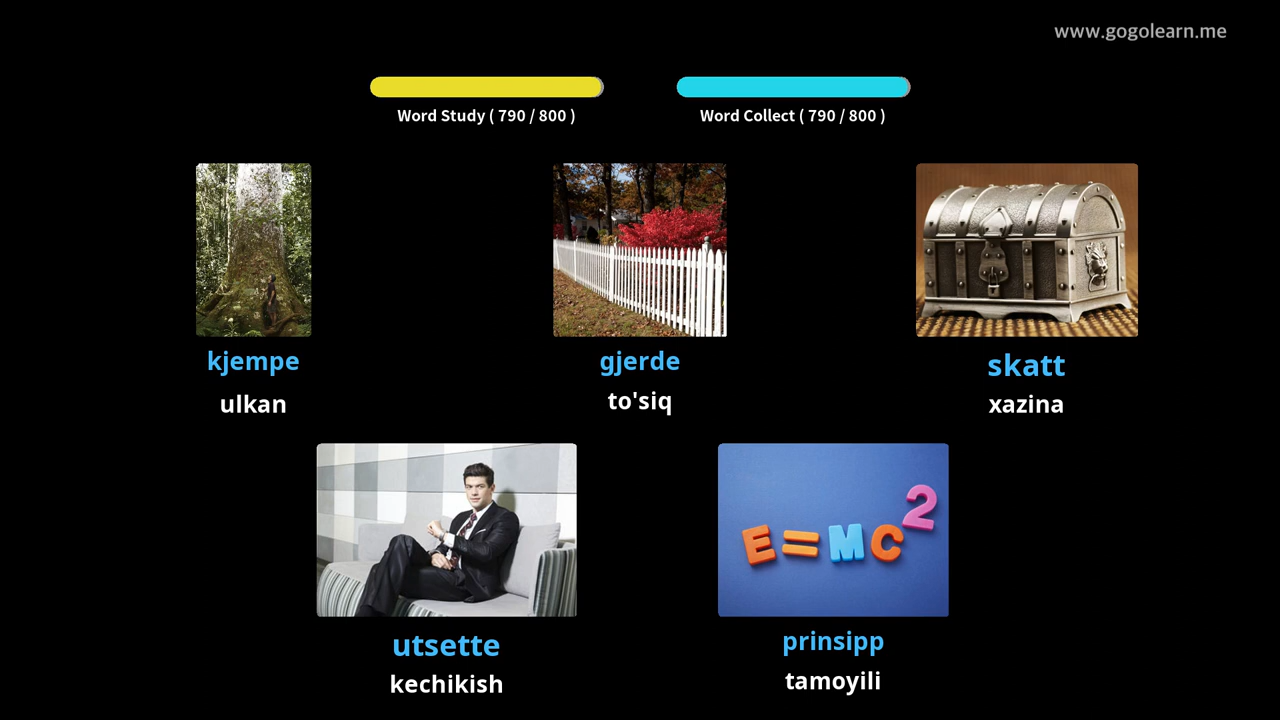 www.gogolearn.me
Word Study ( 790 / 800 )
Word Collect ( 790 / 800 )
kjempe
ulkan
gjerde
to'siq
skatt
xazina
E=MC2
utsette
kechikish
prinsipp
tamoyili